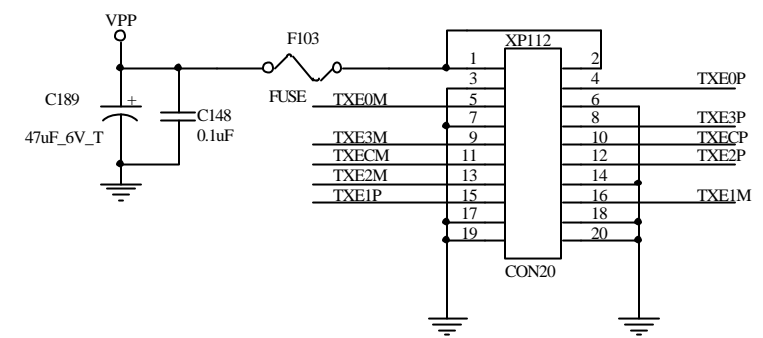 VPP
F103
XP112
1 2
3 4 TXE0P
C189 + FUSE TXE0M 5 6
C148 7 8 TXE3P
47uF_6V_T 0.1uF TXE3M 9 10 TXECP
TXECM 11 12 TXE2P
TXE2M 13 14
TXE1P 15 16 TXE1M
17 18
19 20
CON20